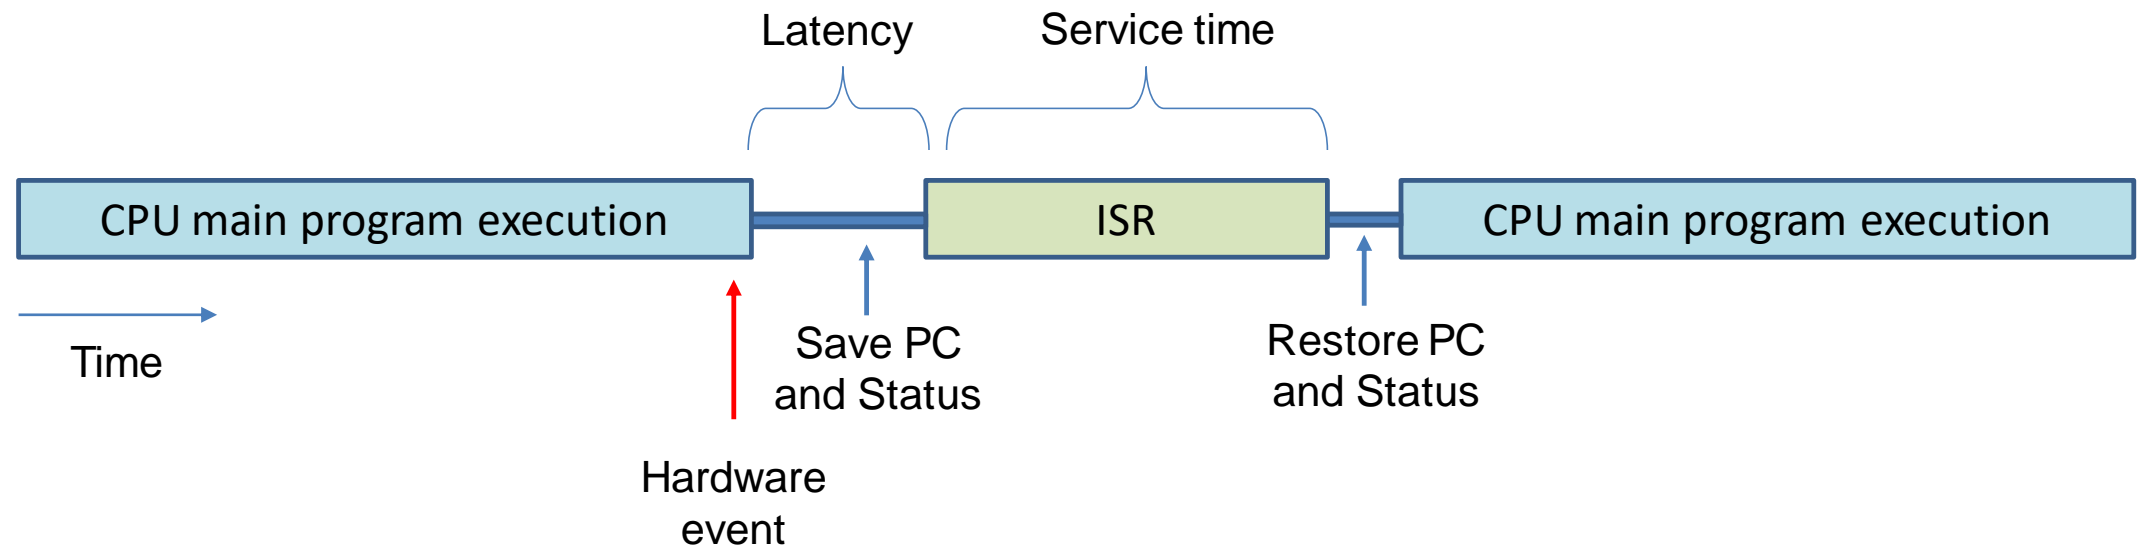 Latency
Service time
CPU main program execution
ISR
CPU main program execution
Time
Save PC
and Status
Restore PC
and Status
Hardware
event